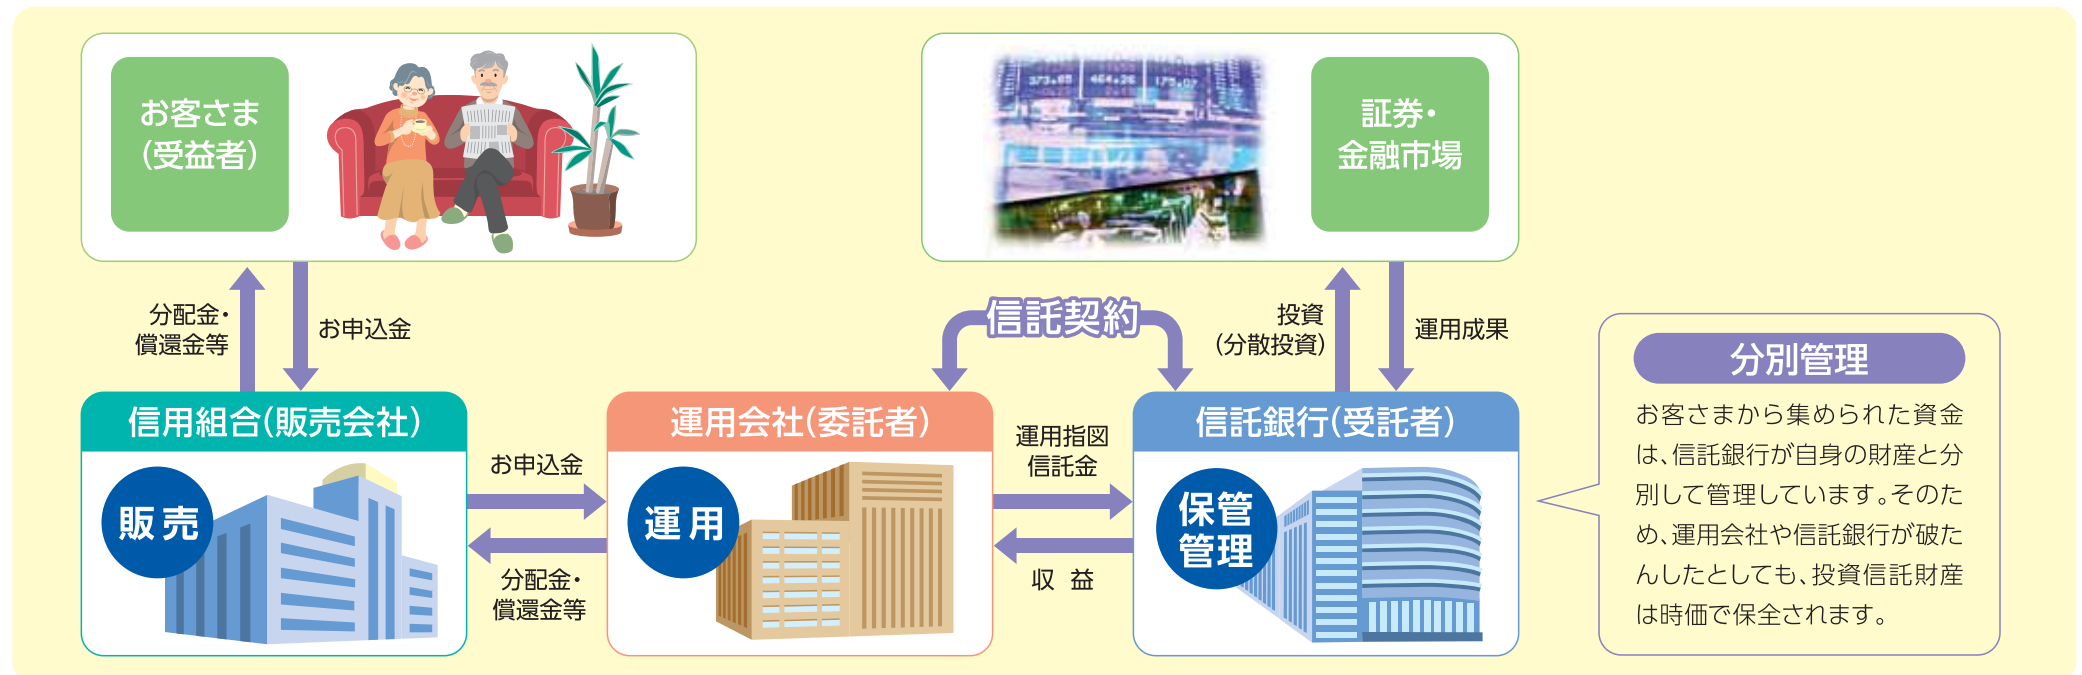 お客さま
(受益者)
373.65 464.26 175.07
証券・
金融市場
分配金・
償還金等
お申込金
信託契約
投資
(分散投資)
運用成果
信用組合(販売会社)
販売
お申込金
分配金・
償還金等
運用会社(委託者)
運用
運用指図
信託金
収益
信託銀行(受託者)
保管
管理
分別管理
お客さまから集められた資金
は、信託銀行が自身の財産と分
別して管理しています。そのた
め、運用会社や信託銀行が破た
んしたとしても、投資信託財産
は時価で保全されます。